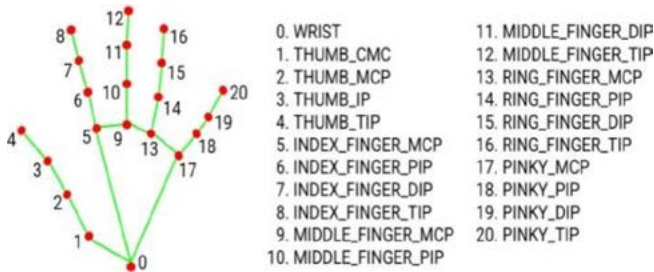 12
8
16
11
7
15
20
6
10
14
19
4
5
9
13
18
3
17
2
1
0
0. WRIST
1. THUMB_CMC
2. THUMB_MCP
3. THUMB_IP
4. THUMB_TIP
5. INDEX_FINGER_MCP
6. INDEX_FINGER_PIP
7. INDEX_FINGER_DIP
8. INDEX_FINGER_TIP
9. MIDDLE_FINGER_MCP
10. MIDDLE_FINGER_PIP
11. MIDDLE_FINGER_DIP
12. MIDDLE_FINGER_TIP
13. RING_FINGER_MCP
14. RING_FINGER_PIP
15. RING_FINGER_DIP
16. RING_FINGER_TIP
17. PINKY_MCP
18. PINKY_PIP
19. PINKY_DIP
20. PINKY_TIP